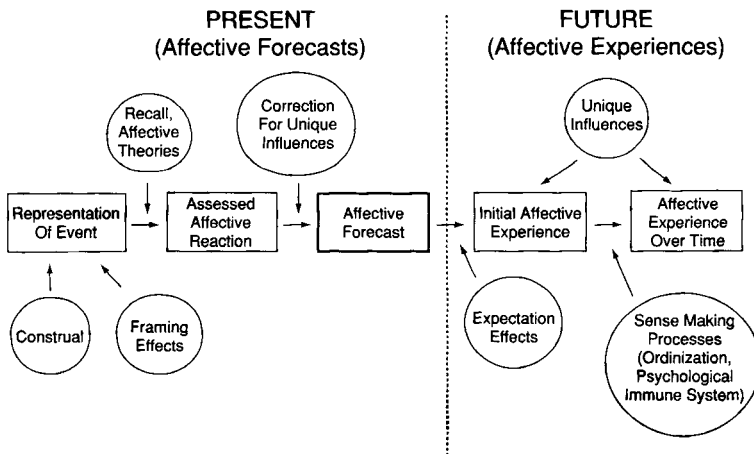 PRESENT
(Affective Forecasts)
FUTURE
(Affective Experiences)
Recall,
Affective
Theories
Correction
For Unique
Influences
Unique
Influences
Representation
Of Event
Assessed
Affective
Reaction
Affective
Forecast
Initial Affective
Experience
Affective
Experience
Over Time
Construal
Framing
Effects
Expectation
Effects
Sense Making
Processes
(Ordinization,
Psychological
Immune System)